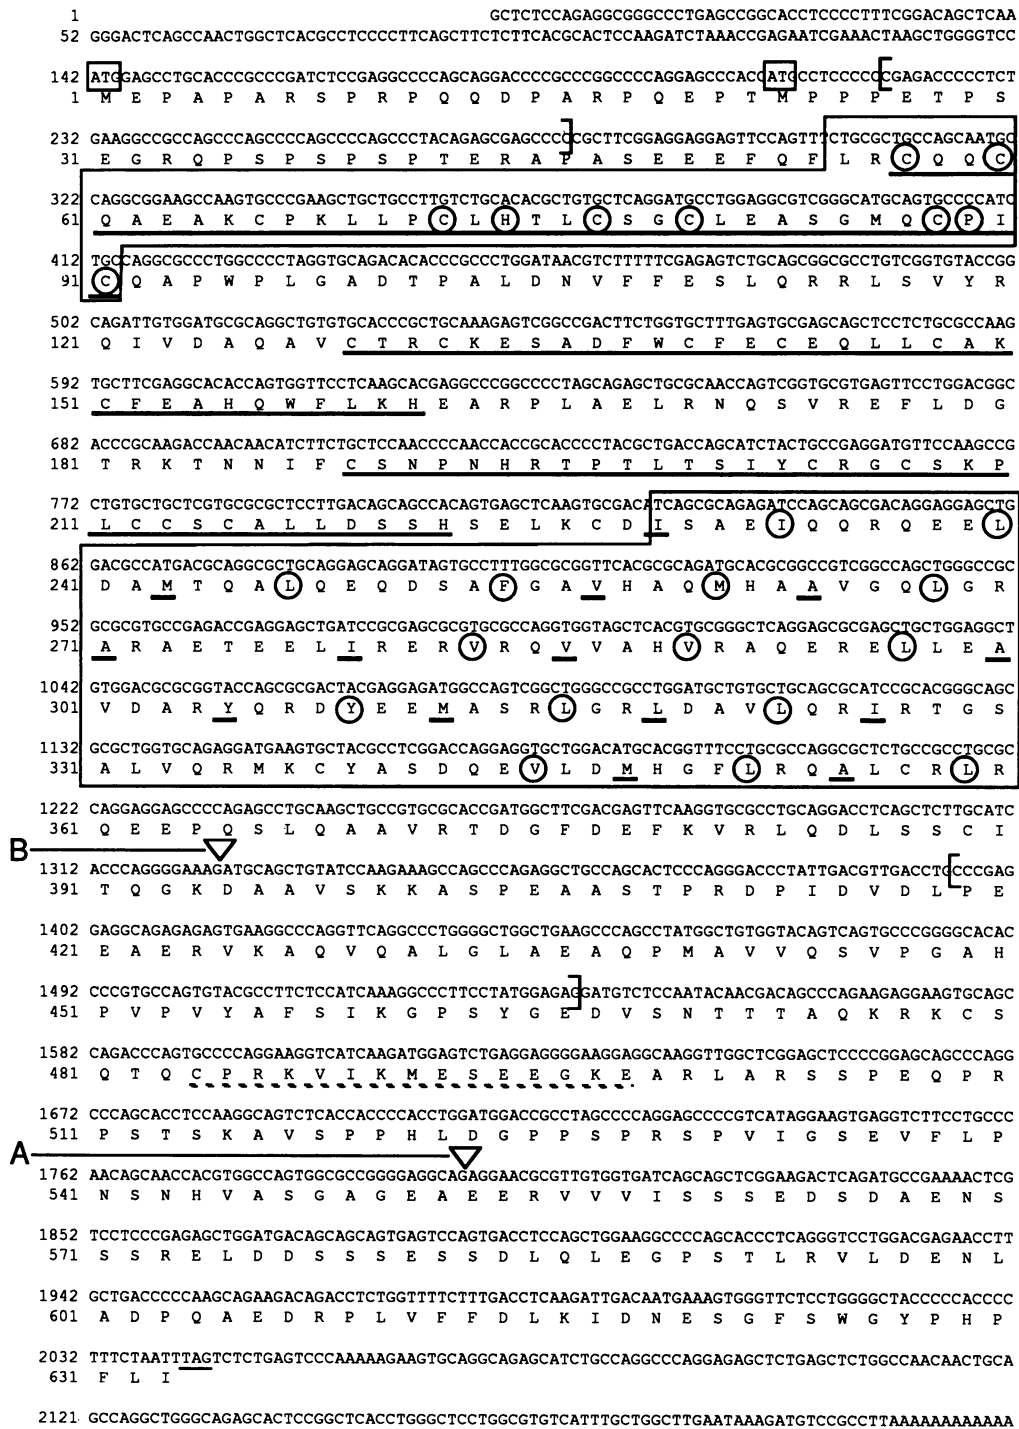 1 GCTCTCCAGAGGCGGGCCCTGAGCCGGCACCTCCCCTTTCGGACAGCTCAA
52 GGGACTCAGCCAACTGGCTCACGCCTCCCCTTCAGCTTCTCTTCACGCACTCCAAGATCTAAACCGAGAATCGAAACTAAGCTGGGGTCC
142 ATGGAGCCTGCACCCGCCCGATCTCCGAGGCCCCAGCAGGACCCCGCCCGGCCCCAGGAGCCCACCATGCCTCCCCCCGAGACCCCCTCT
1 M E P A P A R S P R P Q Q D P A R P Q E P T M P P P E T P S
232 GAAGGCCGCCAGCCCAGCCCCAGCCCCAGCCCTACAGAGCGAGCCCCCGCTTCGGAGGAGGAGTTCCAGTTTCTGCGCTGCCAGCAATGC
31 E G R Q P S P S P S P T E R A P A S E E E F Q F L R C Q Q C
322 CAGGCGGAAGCCAAGTGCCCGAAGCTGCTGCCTTGTCTGCACACGCTGTGCTCAGGATGCCTGGAGGCGTCGGGCATGCAGTGCCCCATC
61 Q A E A K C P K L L P C L H T L C S G C L E A S G M Q C P I
412 TGCCAGGCGCCCTGGCCCCTAGGTGCAGACACACCCGCCCTGGATAACGTCTTTTTCGAGAGTCTGCAGCGGCGCCTGTCGGTGTACCGG
91 C Q A P W P L G A D T P A L D N V F F E S L Q R R L S V Y R
502 CAGATTGTGGATGCGCAGGCTGTGTGCACCCGCTGCAAAGAGTCGGCCGACTTCTGGTGCTTTGAGTGCGAGCAGCTCCTCTGCGCCAAG
121 Q I V D A Q A V C T R C K E S A D F W C F E C E Q L L C A K
592 TGCTTCGAGGCACACCAGTGGTTCCTCAAGCACGAGGCCCGGCCCCTAGCAGAGCTGCGCAACCAGTCGGTGCGTGAGTTCCTGGACGGC
151 C F E A H Q W F L K H E A R P L A E L R N Q S V R E F L D G
682 ACCCGCAAGACCAACAACATCTTCTGCTCCAACCCCAACCACCGCACCCCTACGCTGACCAGCATCTACTGCCGAGGATGTTCCAAGCCG
181 T R K T N N I F C S N P N H R T P T L T S I Y C R G C S K P
772 CTGTGCTGCTCGTGCGCGCTCCTTGACAGCAGCCACAGTGAGCTCAAGTGCGACATCAGCGCAGAGATCCAGCAGCGACAGGAGGAGCTG
211 L C C S C A L L D S S H S E L K C D I S A E I Q Q R Q E E L
862 GACGCCATGACGCAGGCGCTGCAGGAGCAGGATAGTGCCTTTGGCGCGGTTCACGCGCAGATGCACGCGGCCGTCGGCCAGCTGGGCCGC
241 D A M T Q A L Q E Q D S A F G A V H A Q M H A A V G Q L G R
952 GCGCGTGCCGAGACCGAGGAGCTGATCCGCGAGCGCGTGCGCCAGGTGGTAGCTCACGTGCGGGCTCAGGAGCGCGAGCTGCTGGAGGCT
271 A R A E T E E L I R E R V R Q V V A H V R A Q E R E L L E A
1042 GTGGACGCGCGGTACCAGCGCGACTACGAGGAGATGGCCAGTCGGCTGGGCCGCCTGGATGCTGTGCTGCAGCGCATCCGCACGGGCAGC
301 V D A R Y Q R D Y E E M A S R L G R L D A V L Q R I R T G S
1132 GCGCTGGTGCAGAGGATGAAGTGCTACGCCTCGGACCAGGAGGTGCTGGACATGCACGGTTTCCTGCGCCAGGCGCTCTGCCGCCTGCGC
331 A L V Q R M K C Y A S D Q E V L D M H G F L R Q A L C R L R
1222 CAGGAGGAGCCCCAGAGCCTGCAAGCTGCCGTGCGCACCGATGGCTTCGACGAGTTCAAGGTGCGCCTGCAGGACCTCAGCTCTTGCATC
361 Q E E P Q S L Q A A V R T D G F D E F K V R L Q D L S S C I
B
1312 ACCCAGGGGAAAGATGCAGCTGTATCCAAGAAAGCCAGCCCAGAGGCTGCCAGCACTCCCAGGGACCCTATTGACGTTGACCTGCCCGAG
391 T Q G K D A A V S K K A S P E A A S T P R D P I D V D L P E
1402 GAGGCAGAGAGAGTGAAGGCCCAGGTTCAGGCCCTGGGGCTGGCTGAAGCCCAGCCTATGGCTGTGGTACAGTCAGTGCCCGGGGCACAC
421 E A E R V K A Q V Q A L G L A E A Q P M A V V Q S V P G A H
1492 CCCGTGCCAGTGTACGCCTTCTCCATCAAAGGCCCTTCCTATGGAGAGGATGTCTCCAATACAACGACAGCCCAGAAGAGGAAGTGCAGC
451 P V P V Y A F S I K G P S Y G E D V S N T T T A Q K R K C S
1582 CAGACCCAGTGCCCCAGGAAGGTCATCAAGATGGAGTCTGAGGAGGGGAAGGAGGCAAGGTTGGCTCGGAGCTCCCCGGAGCAGCCCAGG
481 Q T Q C P R K V I K M E S E E G K E A R L A R S S P E Q P R
1672 CCCAGCACCTCCAAGGCAGTCTCACCACCCCACCTGGATGGACCGCCTAGCCCCAGGAGCCCCGTCATAGGAAGTGAGGTCTTCCTGCCC
511 P S T S K A V S P P H L D G P P S P R S P V I G S E V F L P
A
1762 AACAGCAACCACGTGGCCAGTGGCGCCGGGGAGGCAGAGGAACGCGTTGTGGTGATCAGCAGCTCGGAAGACTCAGATGCCGAAAACTCG
541 N S N H V A S G A G E A E E R V V V I S S S E D S D A E N S
1852 TCCTCCCGAGAGCTGGATGACAGCAGCAGTGAGTCCAGTGACCTCCAGCTGGAAGGCCCCAGCACCCTCAGGGTCCTGGACGAGAACCTT
571 S S R E L D D S S S E S S D L Q L E G P S T L R V L D E N L
1942 GCTGACCCCCAAGCAGAAGACAGACCTCTGGTTTTCTTTGACCTCAAGATTGACAATGAAAGTGGGTTCTCCTGGGGCTACCCCCACCCC
601 A D P Q A E D R P L V F F D L K I D N E S G F S W G Y P H P
2032 TTTCTAATTTAGTCTCTGAGTCCCAAAAAGAAGTGCAGGCAGAGCATCTGCCAGGCCCAGGAGAGCTCTGAGCTCTGGCCAACAACTGCA
631 F L I
2121 GCCAGGCTGGGCAGAGCACTCCGGCTCACCTGGGCTCCTGGCGTGTCATTTGCTGGCTTGAATAAAGATGTCCGCCTTAAAAAAAAAAAA